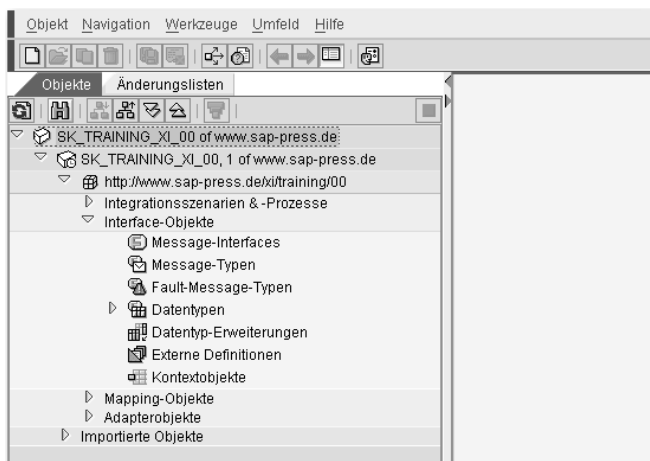 Objekt Navigation Werkzeuge Umfeld Hilfe
Objekte Änderungslisten
SK_TRAINING_XI_00 of www.sap-press.de
SK_TRAINING_XI_00, 1 of www.sap-press.de
http://www.sap-press.de/xi/training/00
Integrationsszenarien & -Prozesse
Interface-Objekte
Message-Interfaces
Message-Typen
Fault-Message-Typen
Datentypen
Datentyp-Erweiterungen
Externe Definitionen
Kontextobjekte
Mapping-Objekte
Adapterobjekte
Importierte Objekte